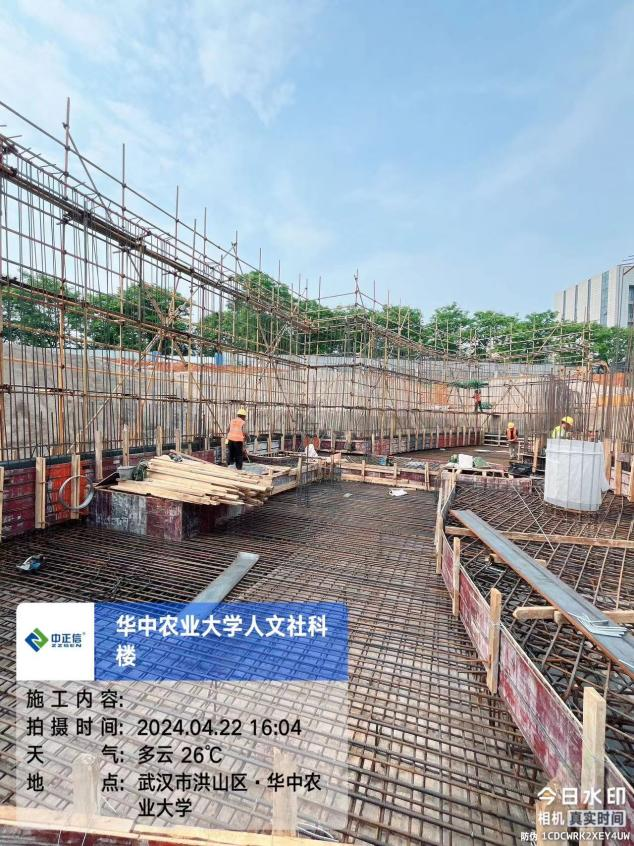 中正信
ZZSEN
华中农业大学人文社科
楼
施工内容:
拍摄时间: 2024.04.22 16:04
天气: 多云 26℃
地点: 武汉市洪山区·华中农
业大学
今日水印
相机 真实时间
防伪 1CDCWRK2XEY4UW